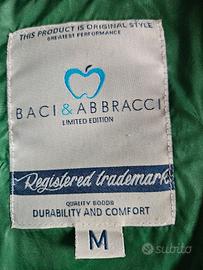 THIS PRODUCT IS ORIGINAL STYLE
GREATEST PERFORMANCE
BACI & ABBRACCI
LIMITED EDITION
Registered trademark
QUALITY GOODS
DURABILITY AND COMFORT
M
subito